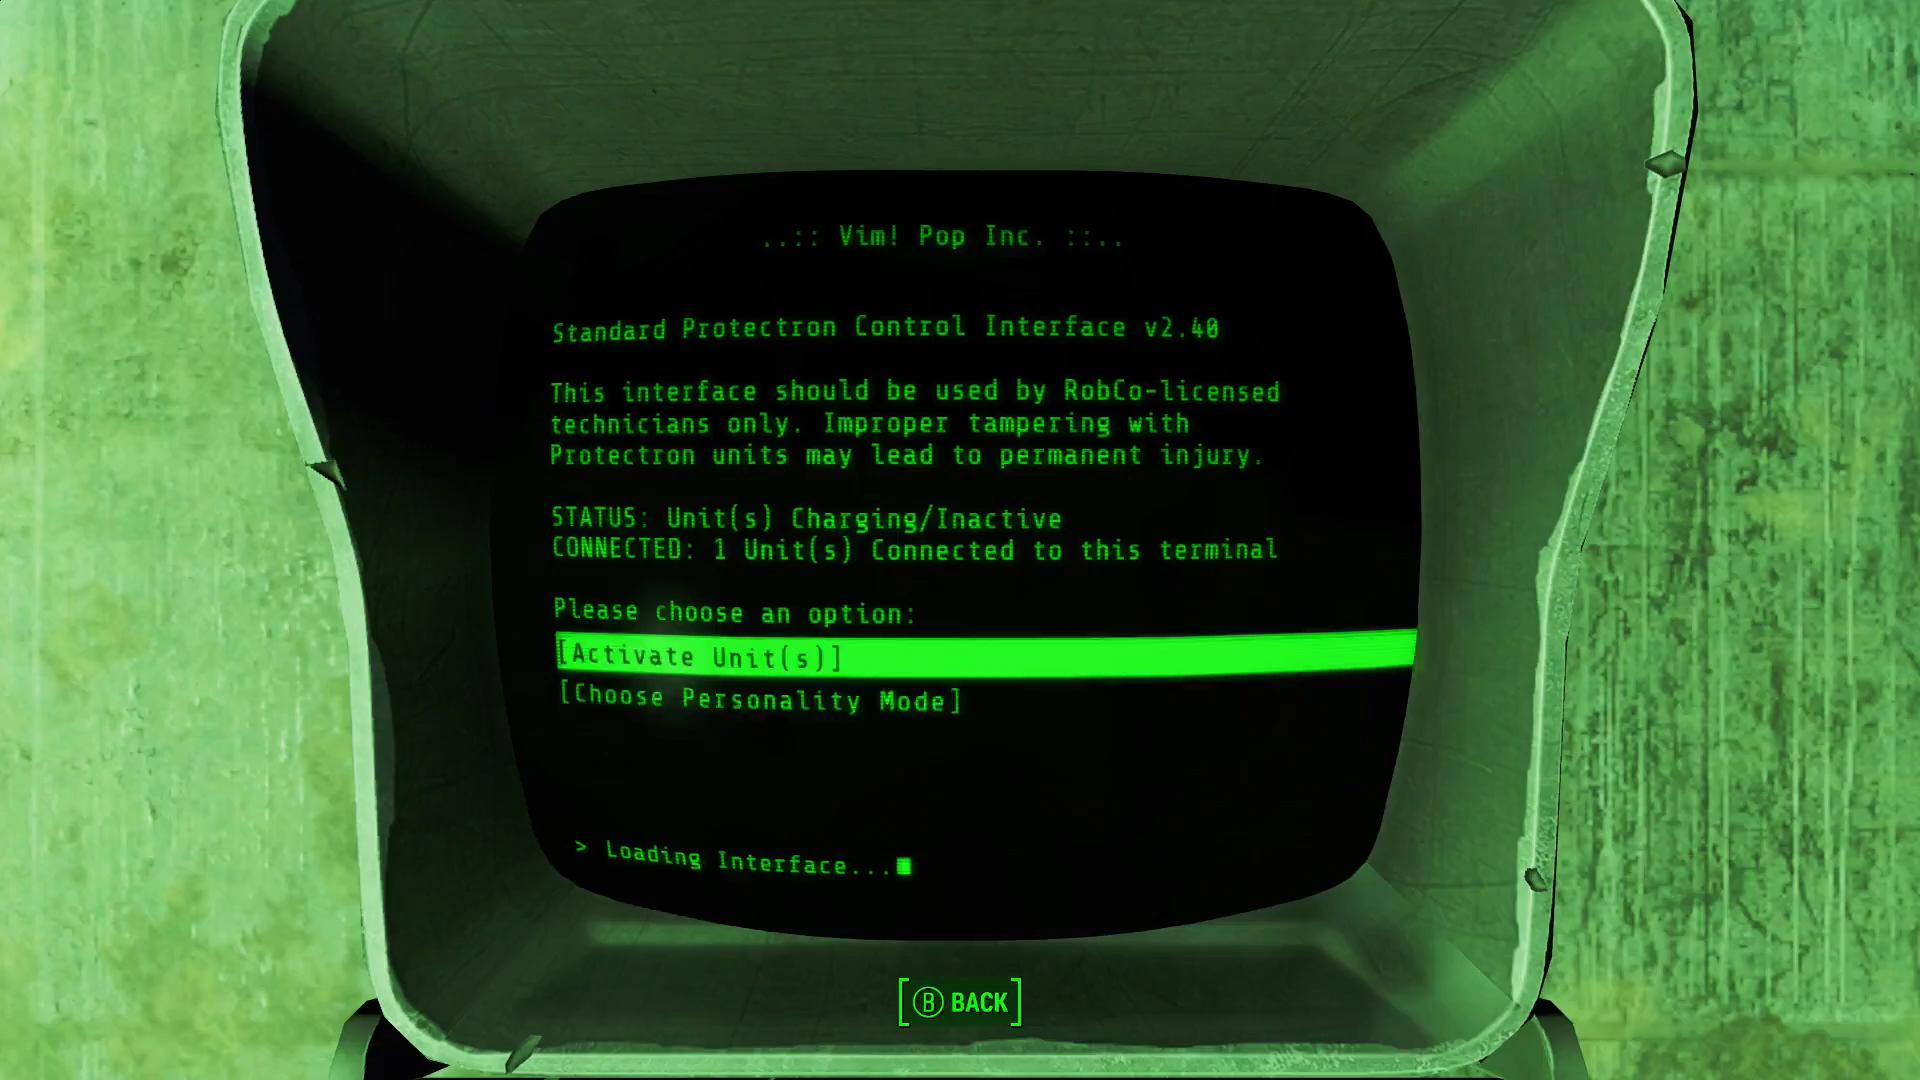 ..:: Vim! Pop Inc. ::..
Standard Protectron Control Interface v2.40
This interface should be used by RobCo-licensed
technicians only. Improper tampering with
Protectron units may lead to permanent injury.
STATUS: Unit(s) Charging/Inactive
CONNECTED: 1 Unit(s) Connected to this terminal
Please choose an option:
[Activate Unit(s)]
[Choose Personality Mode]
> Loading Interface...
[Ⓑ BACK]